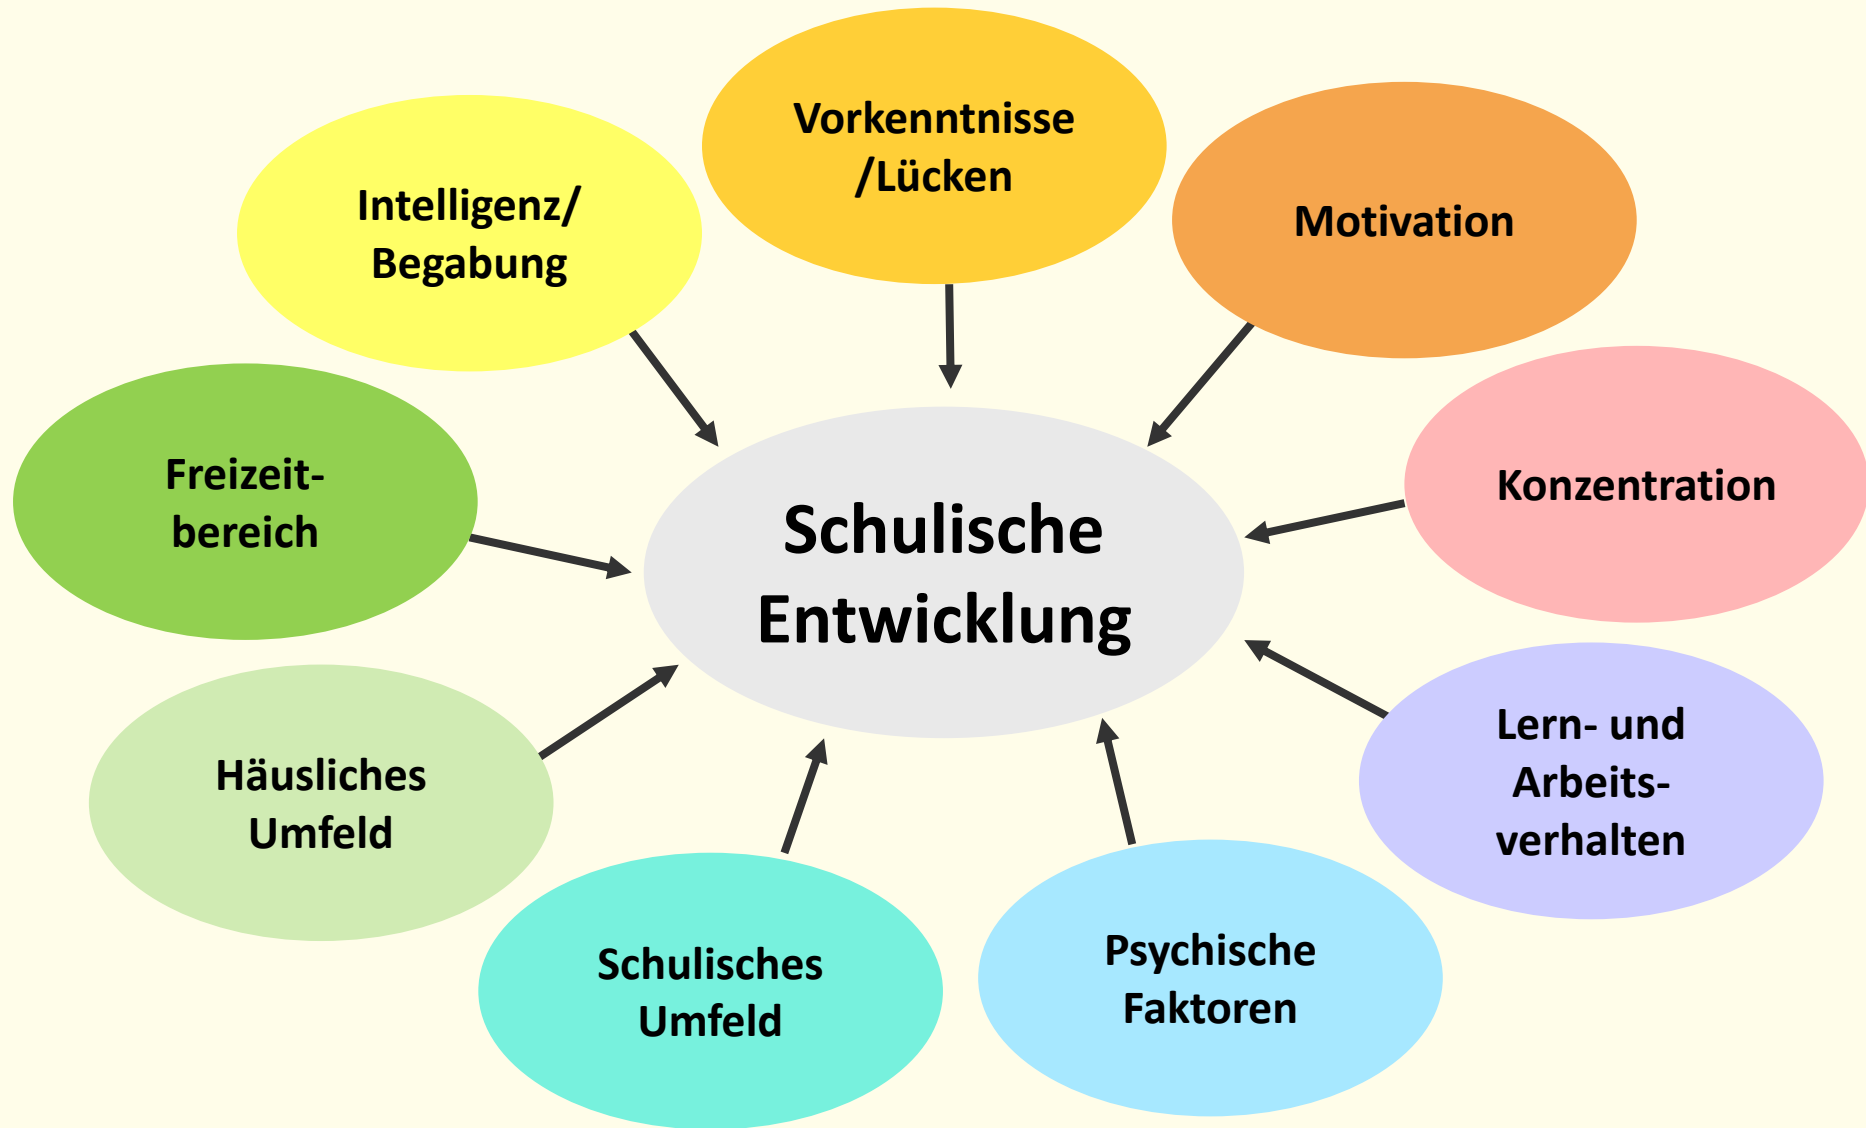 Vorkenntnisse
/Lücken
Intelligenz/
Begabung
Motivation
Freizeit-
bereich
Konzentration
Schulische
Entwicklung
Häusliches
Umfeld
Lern- und
Arbeits-
verhalten
Schulisches
Umfeld
Psychische
Faktoren